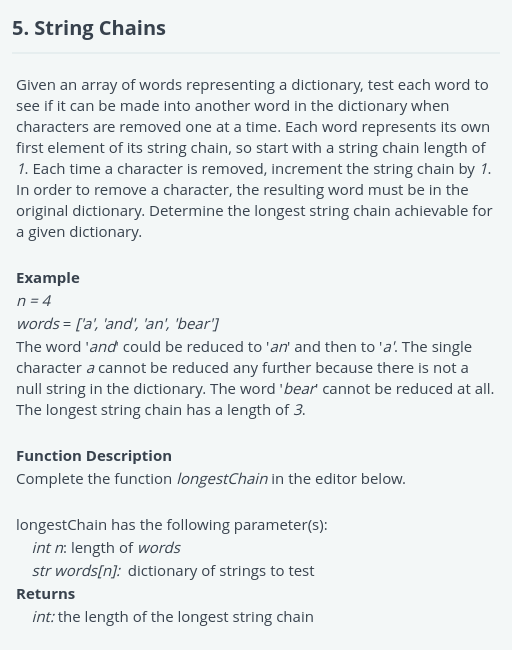 5. String Chains
Given an array of words representing a dictionary, test each word to
see if it can be made into another word in the dictionary when
characters are removed one at a time. Each word represents its own
first element of its string chain, so start with a string chain length of
1. Each time a character is removed, increment the string chain by 1.
In order to remove a character, the resulting word must be in the
original dictionary. Determine the longest string chain achievable for
a given dictionary.
Example
n = 4
words = ['a', 'and', 'an', 'bear']
The word 'and' could be reduced to 'an' and then to 'a'. The single
character a cannot be reduced any further because there is not a
null string in the dictionary. The word 'bear' cannot be reduced at all.
The longest string chain has a length of 3.
Function Description
Complete the function longestChain in the editor below.
longestChain has the following parameter(s):
int n: length of words
str words[n]: dictionary of strings to test
Returns
int: the length of the longest string chain